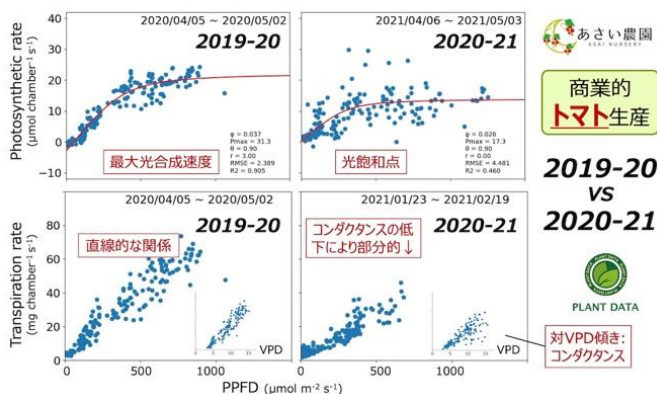 2020/04/05 ~ 2020/05/02
2019-20
Photosynthetic rate
(μmol chamber⁻¹ s⁻¹)
40
30
20
10
0
−10
φ = 0.037
Pmax = 31.3
θ = 0.90
r = 3.00
RMSE = 2.389
R2 = 0.905
最大光合成速度
2021/04/06 ~ 2021/05/03
2020-21
φ = 0.026
Pmax = 17.3
θ = 0.90
r = 0.00
RMSE = 4.481
R2 = 0.460
光飽和点
あさい農園
ASAI NURSERY
商業的
トマト生産
2019-20
VS
2020-21
PLANT DATA
2020/04/05 ~ 2020/05/02
2019-20
Transpiration rate
(mg chamber⁻¹ s⁻¹)
80
60
40
20
0
直線的な関係
VPD
0 500 1000
2021/01/23 ~ 2021/02/19
2020-21
コンダクタンスの低
下により部分的↓
VPD
0 500 1000
PPFD (μmol m⁻² s⁻¹)
対VPD傾き:
コンダクタンス